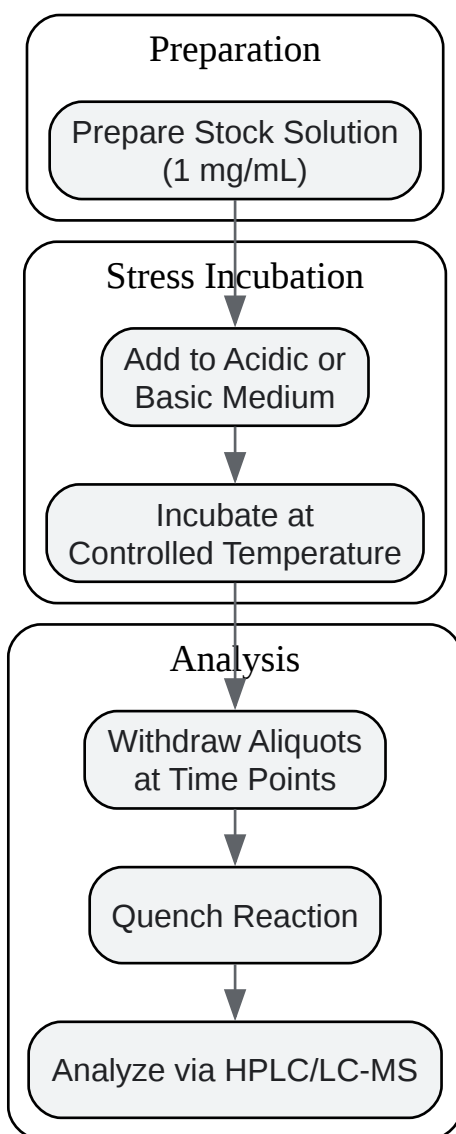 Preparation
Prepare Stock Solution
(1 mg/mL)
Stress Incubation
Add to Acidic or
Basic Medium
Incubate at
Controlled Temperature
Analysis
Withdraw Aliquots
at Time Points
Quench Reaction
Analyze via HPLC/LC-MS